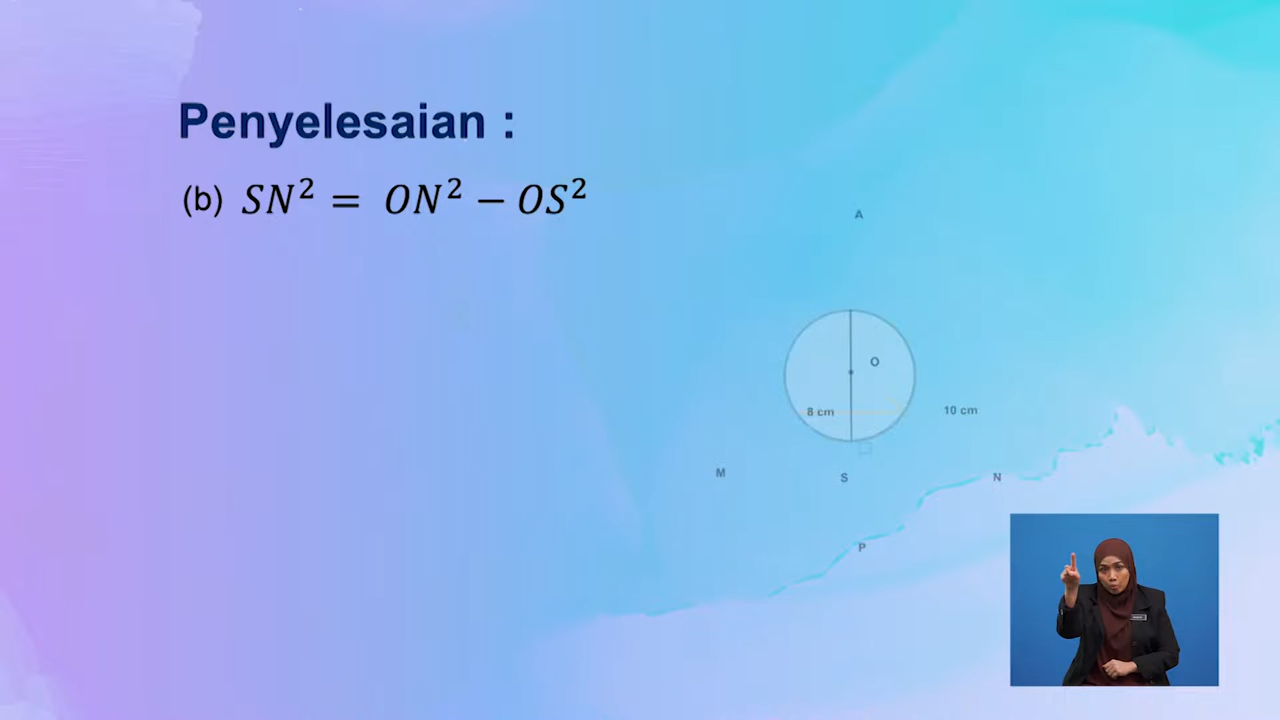 Penyelesaian :
(b) SN² = ON² − OS²
A
O
8 cm
10 cm
M
S
N
P